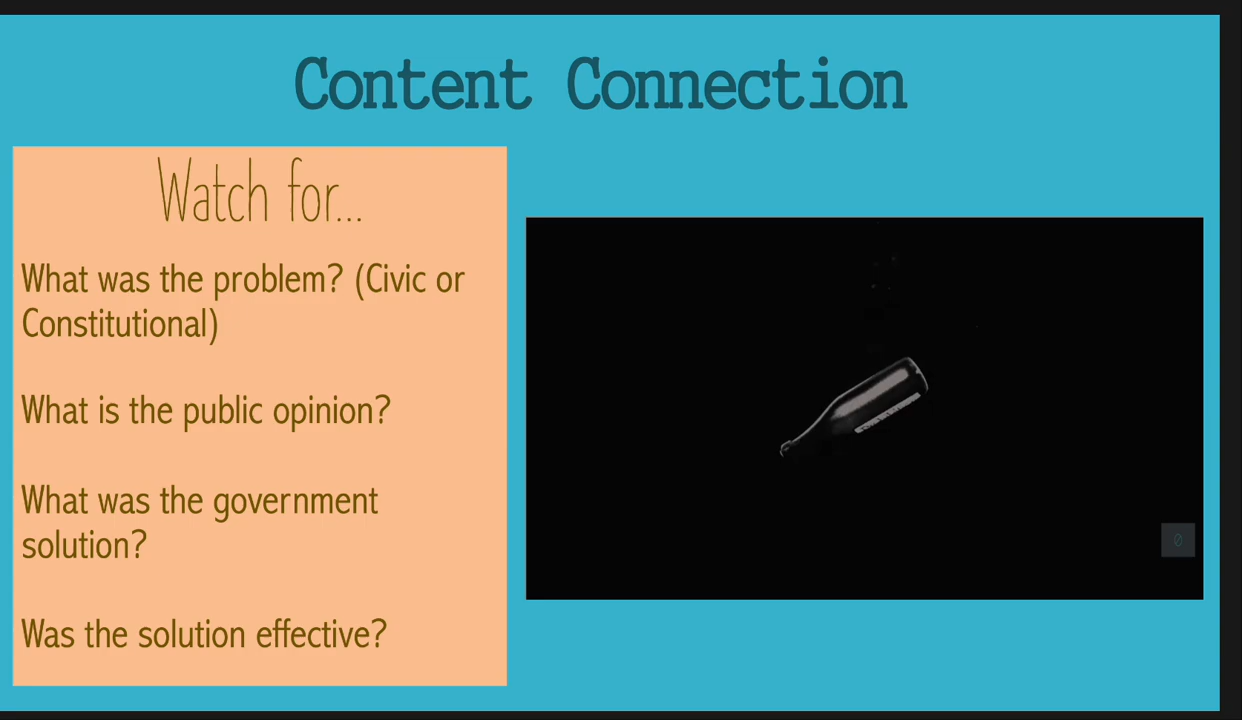 Content Connection
Watch for...
What was the problem? (Civic or
Constitutional)
What is the public opinion?
What was the government
solution?
Was the solution effective?
0